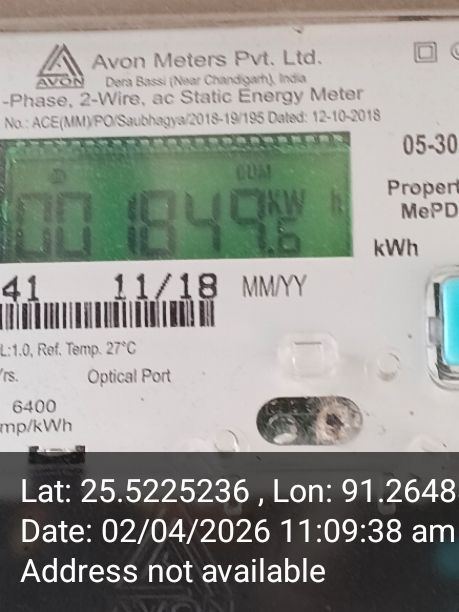 Avon Meters Pvt. Ltd.
AVON
Dera Bassi (Near Chandigarh), India
-Phase, 2-Wire, ac Static Energy Meter
No.: ACE(MM)/PO/Saubhagya/2018-19/195 Dated: 12-10-2018
05-30
CUM
001849.6 kW h
Propert
MePD
kWh
41 11/18 MM/YY
L:1.0, Ref. Temp. 27°C
Yrs. Optical Port
6400
mp/kWh
Lat: 25.5225236 , Lon: 91.2648
Date: 02/04/2026 11:09:38 am
Address not available